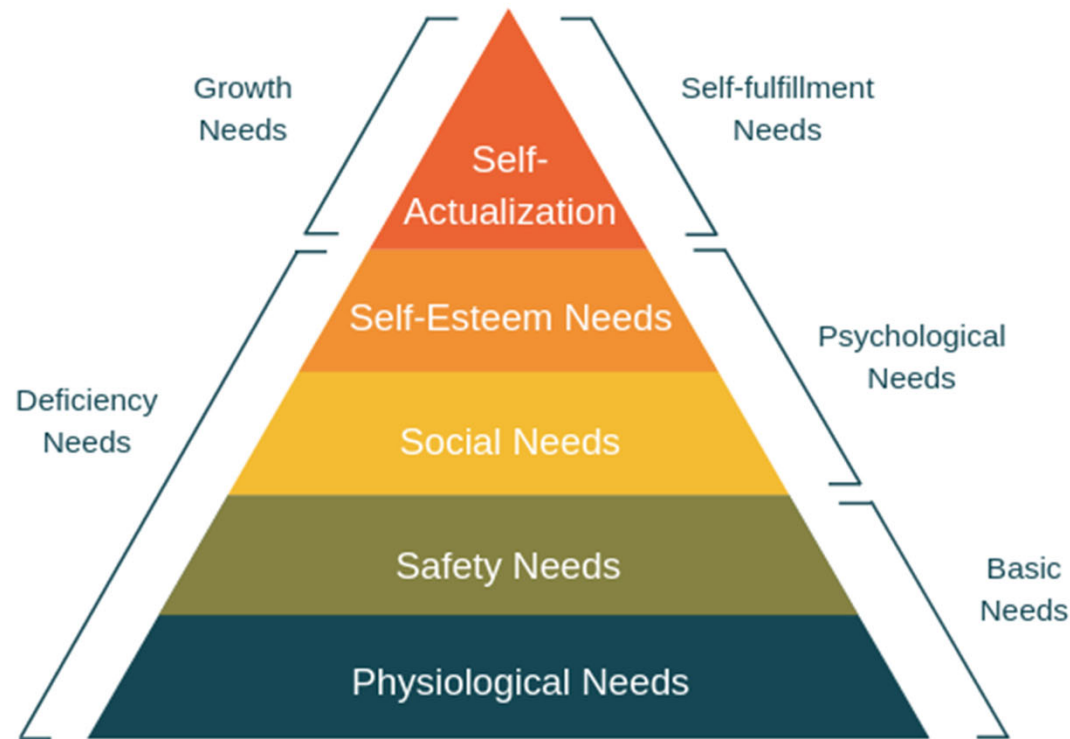 Growth
Needs
Self-fulfillment
Needs
Self-
Actualization
Self-Esteem Needs
Psychological
Needs
Deficiency
Needs
Social Needs
Safety Needs
Basic
Needs
Physiological Needs